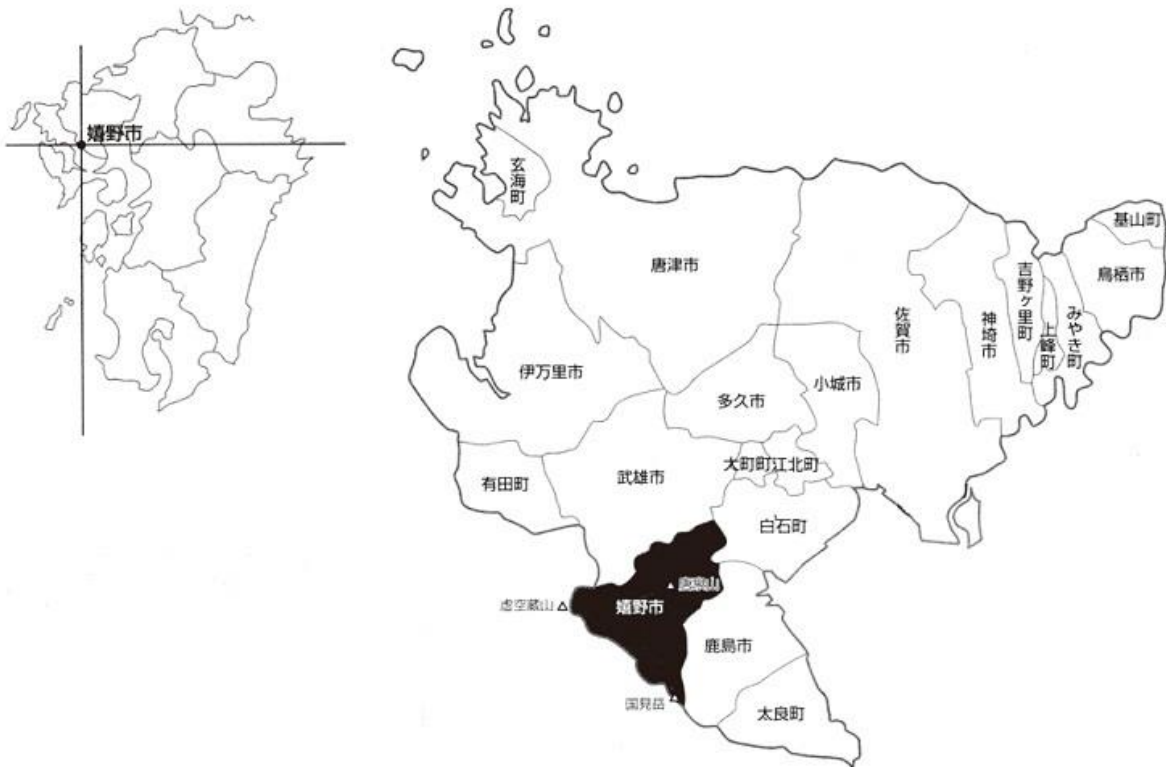 嬉野市
玄海町
基山町
唐津市
吉野ヶ里町
鳥栖市
佐賀市
神埼市
上峰町
みやき町
伊万里市
小城市
多久市
大町町
江北町
有田町
武雄市
白石町
唐泉山
虚空蔵山
嬉野市
鹿島市
国見岳
太良町